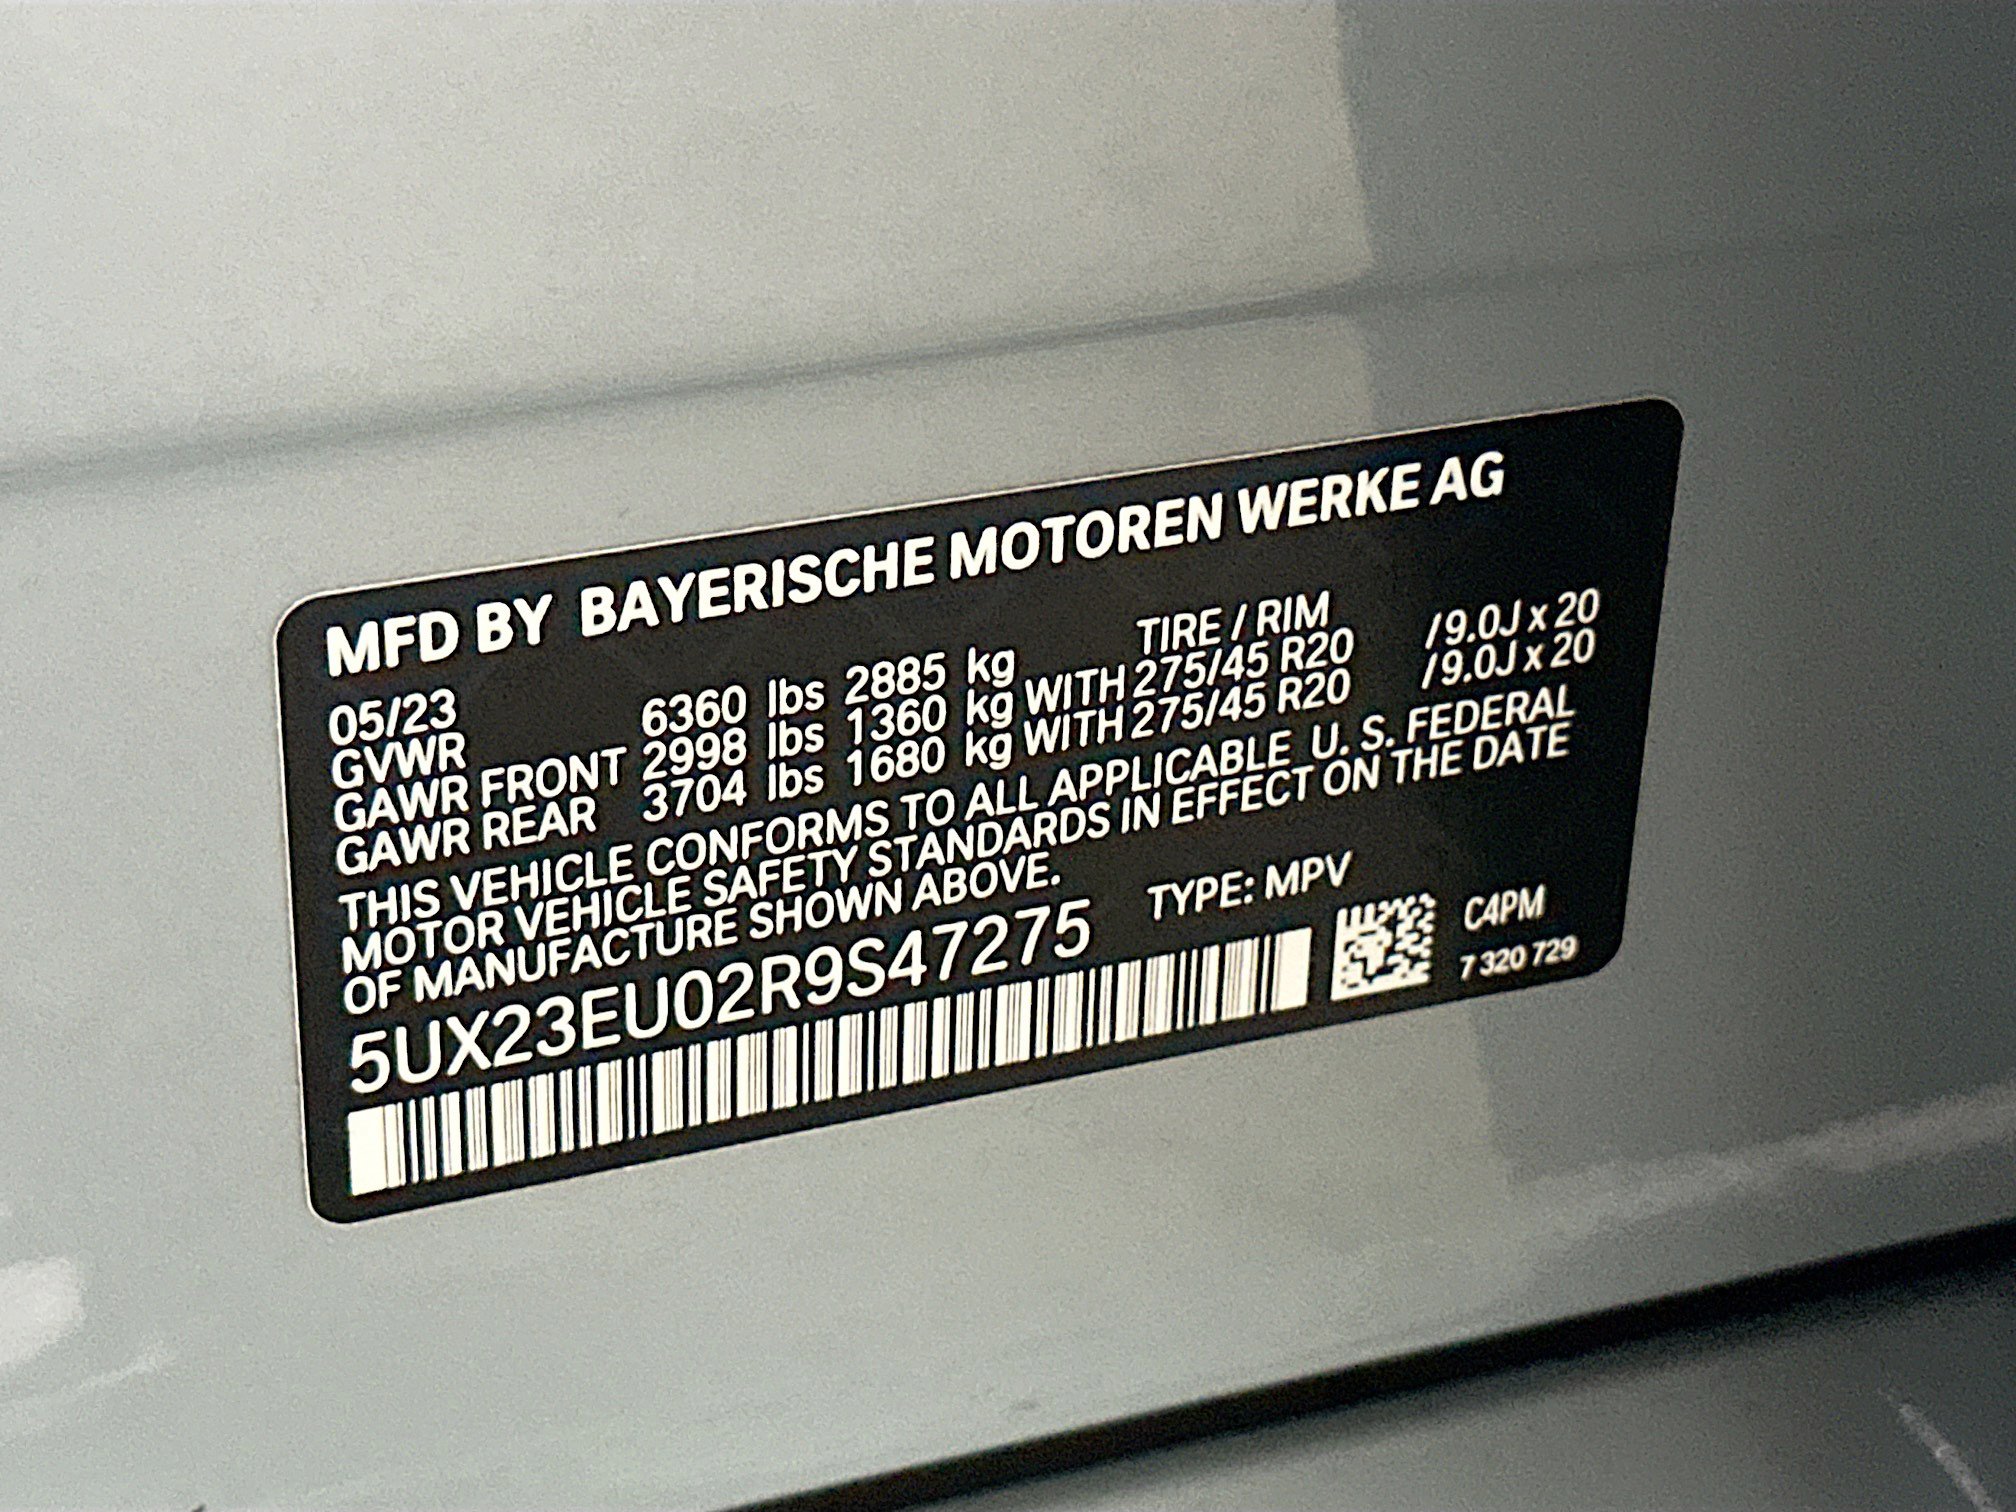 MFD BY BAYERISCHE MOTOREN WERKE AG
05/23 TIRE / RIM
GVWR 6360 lbs 2885 kg
GAWR FRONT 2998 lbs 1360 kg WITH 275/45 R20 /9.0J x 20
GAWR REAR 3704 lbs 1680 kg WITH 275/45 R20 /9.0J x 20
THIS VEHICLE CONFORMS TO ALL APPLICABLE U. S. FEDERAL
MOTOR VEHICLE SAFETY STANDARDS IN EFFECT ON THE DATE
OF MANUFACTURE SHOWN ABOVE.
5UX23EU02R9S47275 TYPE: MPV
C4PM
7 320 729